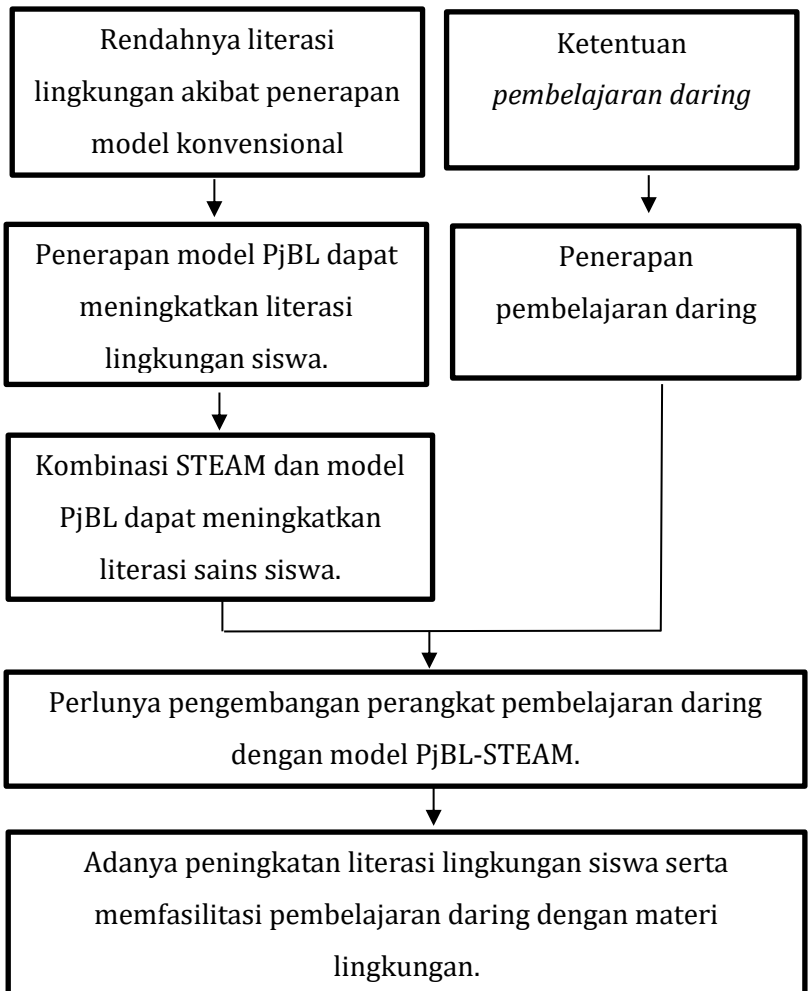 Rendahnya literasi
lingkungan akibat penerapan
model konvensional
Ketentuan
pembelajaran daring
Penerapan model PjBL dapat
meningkatkan literasi
lingkungan siswa.
Penerapan
pembelajaran daring
Kombinasi STEAM dan model
PjBL dapat meningkatkan
literasi sains siswa.
Perlunya pengembangan perangkat pembelajaran daring
dengan model PjBL-STEAM.
Adanya peningkatan literasi lingkungan siswa serta
memfasilitasi pembelajaran daring dengan materi
lingkungan.